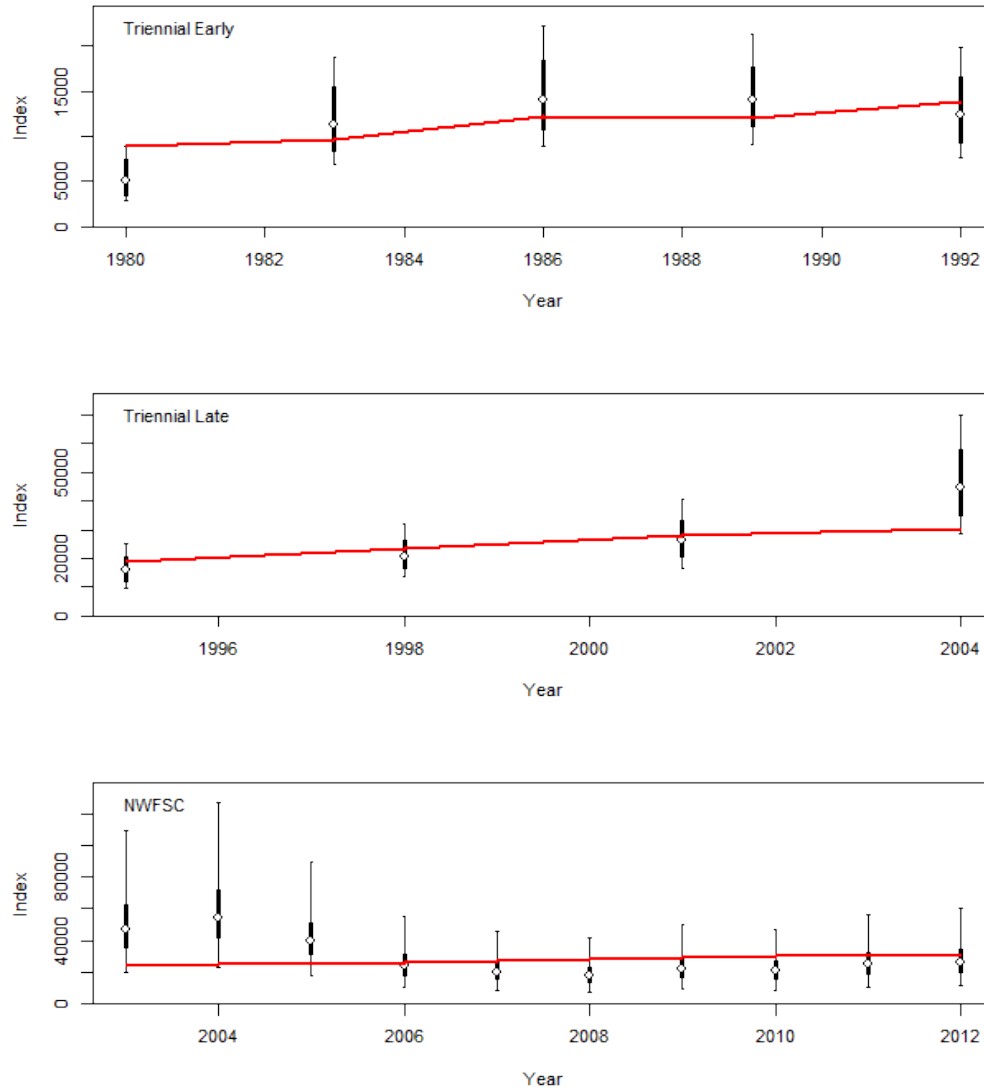 Triennial Early
Index
0 5000 15000
1980 1982 1984 1986 1988 1990 1992
Year
Triennial Late
Index
0 20000 50000
1996 1998 2000 2002 2004
Year
NWFSC
Index
0 40000 80000
2004 2006 2008 2010 2012
Year